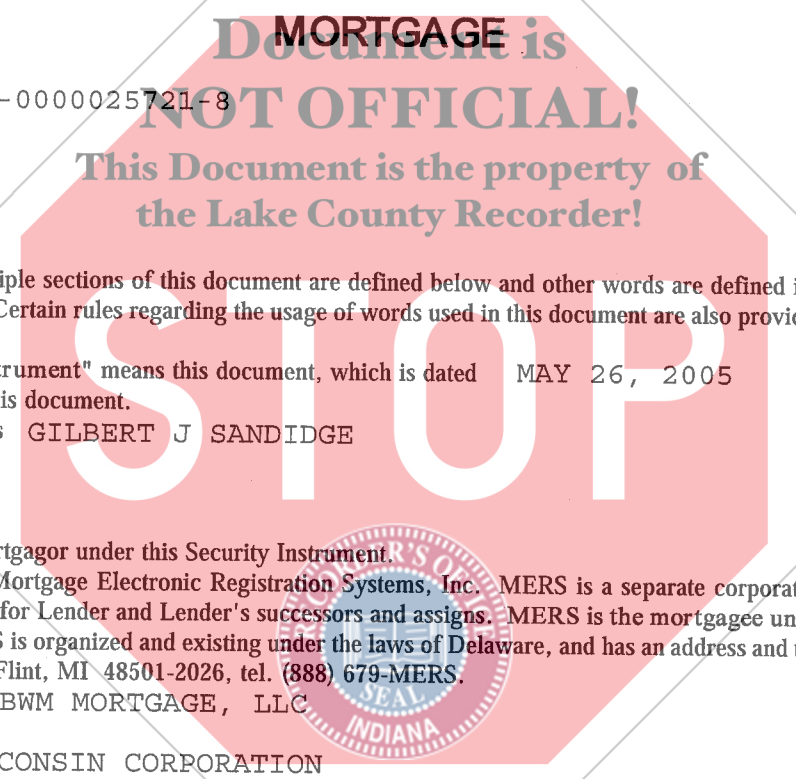 MORTGAGE
Document is
-0000025721-8
NOT OFFICIAL!
This Document is the property of
the Lake County Recorder!
iple sections of this document are defined below and other words are defined i
Certain rules regarding the usage of words used in this document are also provid
STOP
trument" means this document, which is dated MAY 26, 2005
is document.
s GILBERT J SANDIDGE
rtgagor under this Security Instrument.
Mortgage Electronic Registration Systems, Inc. MERS is a separate corporat
for Lender and Lender's successors and assigns. MERS is the mortgagee un
S is organized and existing under the laws of Delaware, and has an address and t
Flint, MI 48501-2026, tel. (888) 679-MERS.
BWM MORTGAGE, LLC
CONSIN CORPORATION
SEAL
INDIANA